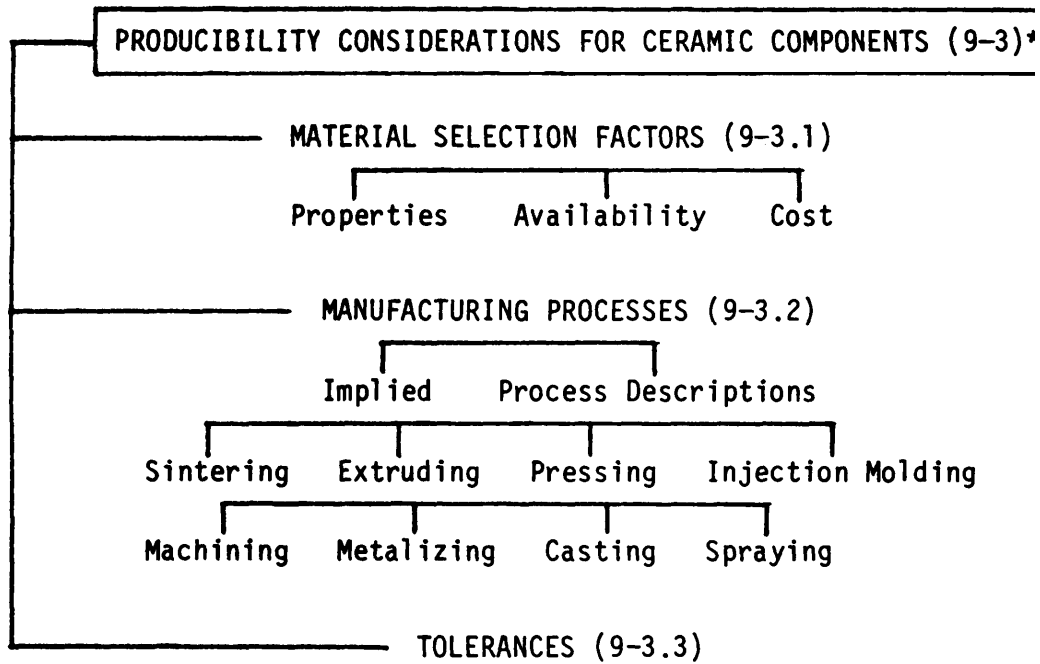 PRODUCIBILITY CONSIDERATIONS FOR CERAMIC COMPONENTS (9-3)*
MATERIAL SELECTION FACTORS (9-3.1)
Properties Availability Cost
MANUFACTURING PROCESSES (9-3.2)
Implied Process Descriptions
Sintering Extruding Pressing Injection Molding
Machining Metalizing Casting Spraying
TOLERANCES (9-3.3)